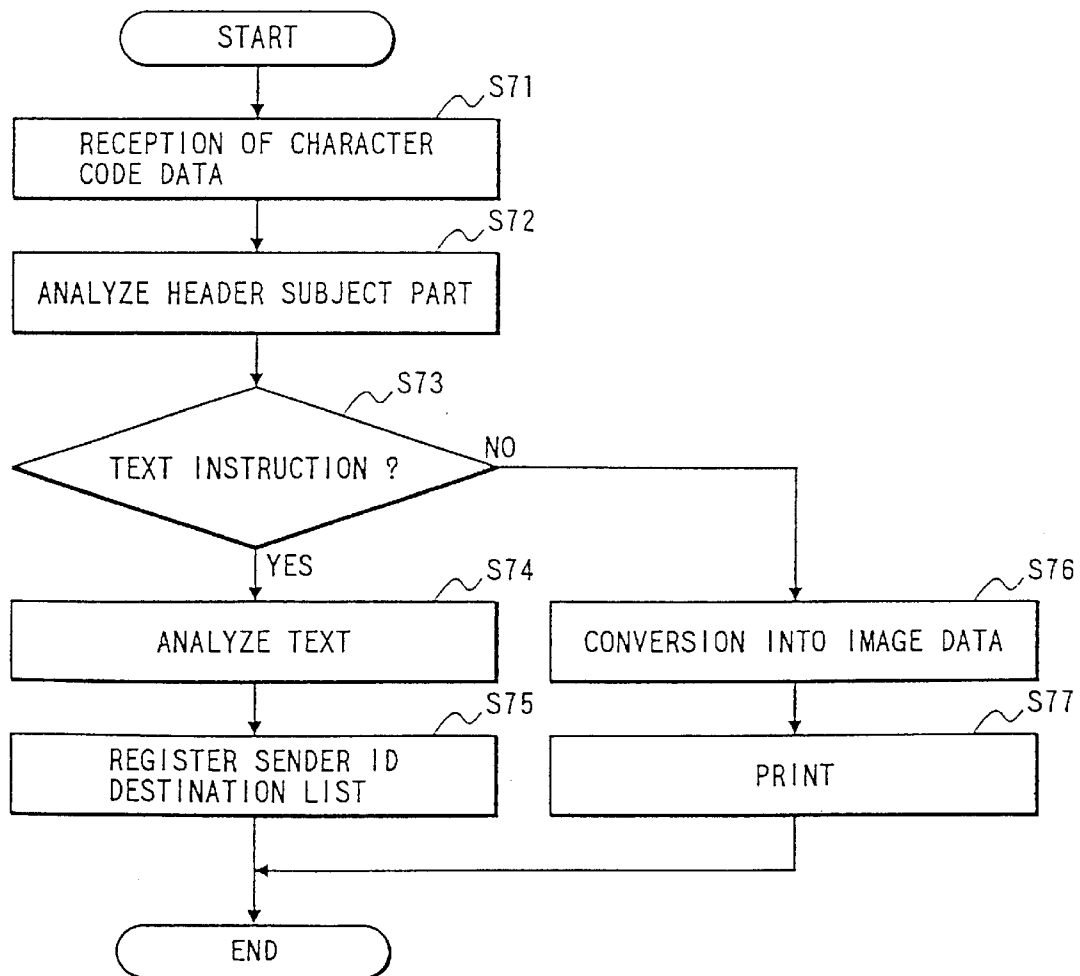 START
S71
RECEPTION OF CHARACTER
CODE DATA
S72
ANALYZE HEADER SUBJECT PART
S73
TEXT INSTRUCTION ?
NO
YES
S74
ANALYZE TEXT
S76
CONVERSION INTO IMAGE DATA
S75
REGISTER SENDER ID
DESTINATION LIST
S77
PRINT
END